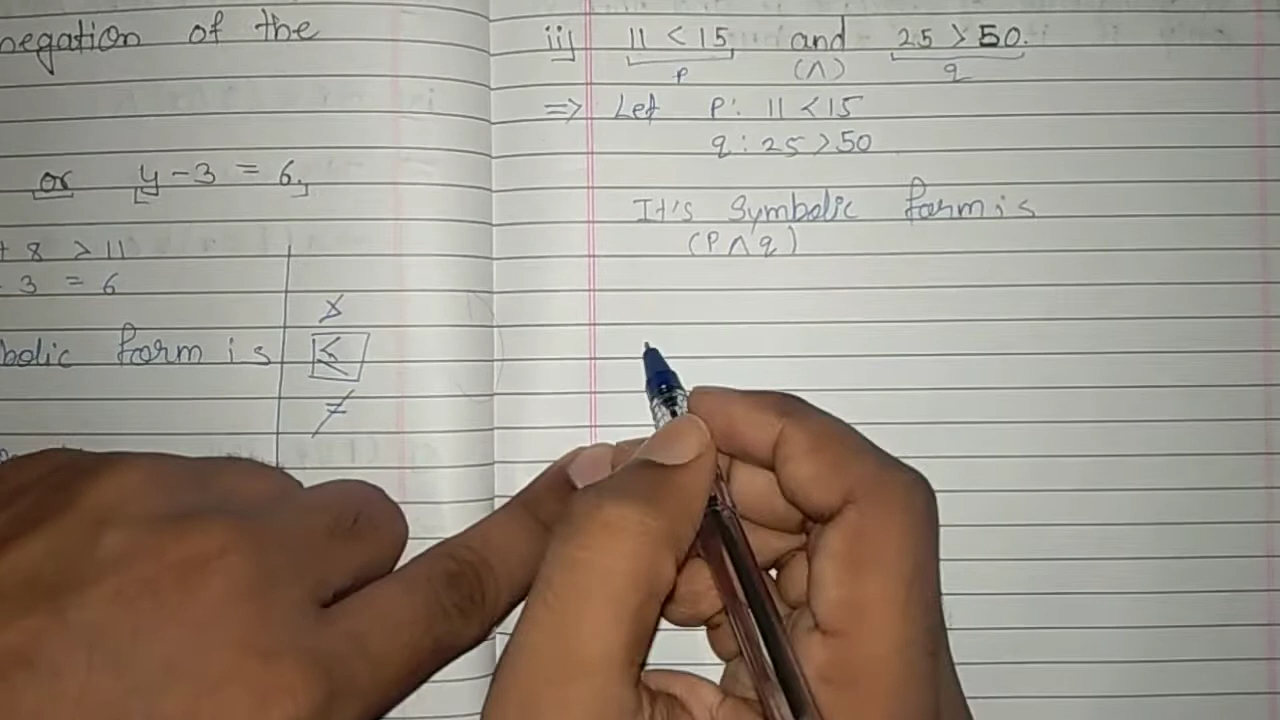 negation of the
or y - 3 = 6,
+ 8 > 11
3 = 6
bolic form is
≯
≤
≠
ii) 11 < 15 and 25 > 50.
p (∧) q
=> Let p: 11 < 15
q: 25 > 50
It's Symbolic form is
(p ∧ q)